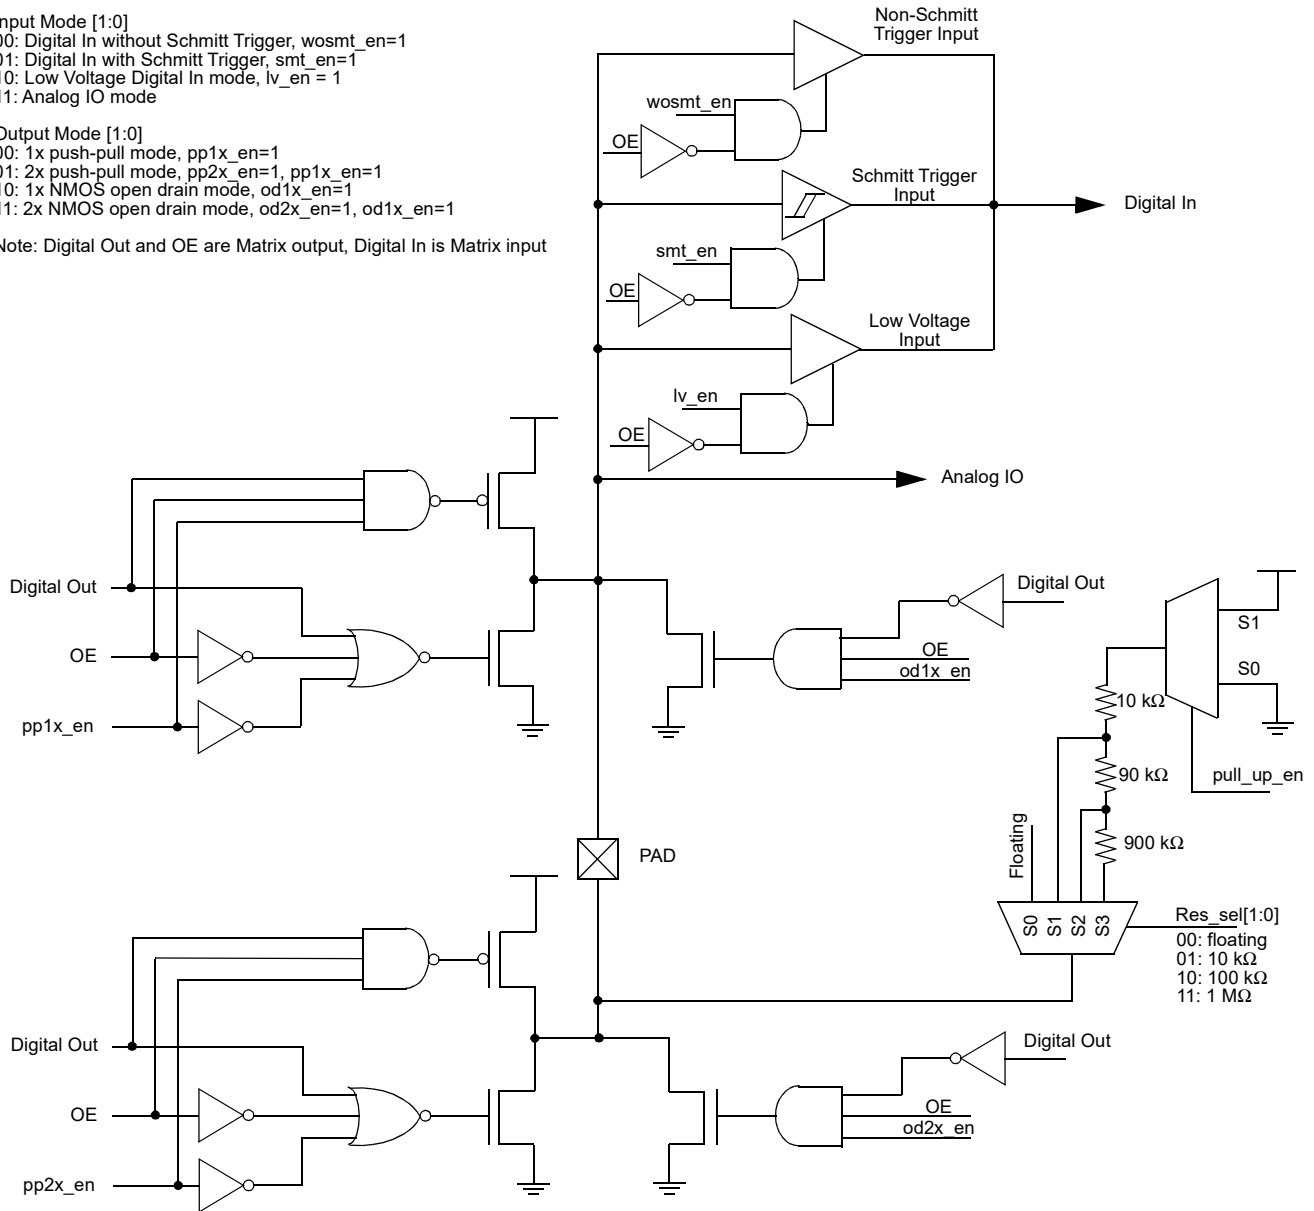 nput Mode [1:0]
00: Digital In without Schmitt Trigger, wosmt_en=1
01: Digital In with Schmitt Trigger, smt_en=1
10: Low Voltage Digital In mode, lv_en = 1
11: Analog IO mode
Output Mode [1:0]
00: 1x push-pull mode, pp1x_en=1
01: 2x push-pull mode, pp2x_en=1, pp1x_en=1
10: 1x NMOS open drain mode, od1x_en=1
11: 2x NMOS open drain mode, od2x_en=1, od1x_en=1
Note: Digital Out and OE are Matrix output, Digital In is Matrix input
Non-Schmitt
Trigger Input
wosmt_en
OE
Schmitt Trigger
Input
Digital In
smt_en
OE
Low Voltage
Input
lv_en
OE
Analog IO
Digital Out
OE
pp1x_en
Digital Out
OE
od1x_en
S1
S0
10 kΩ
90 kΩ
pull_up_en
900 kΩ
Floating
S0
S1
S2
S3
Res_sel[1:0]
00: floating
01: 10 kΩ
10: 100 kΩ
11: 1 MΩ
PAD
Digital Out
OE
pp2x_en
Digital Out
OE
od2x_en